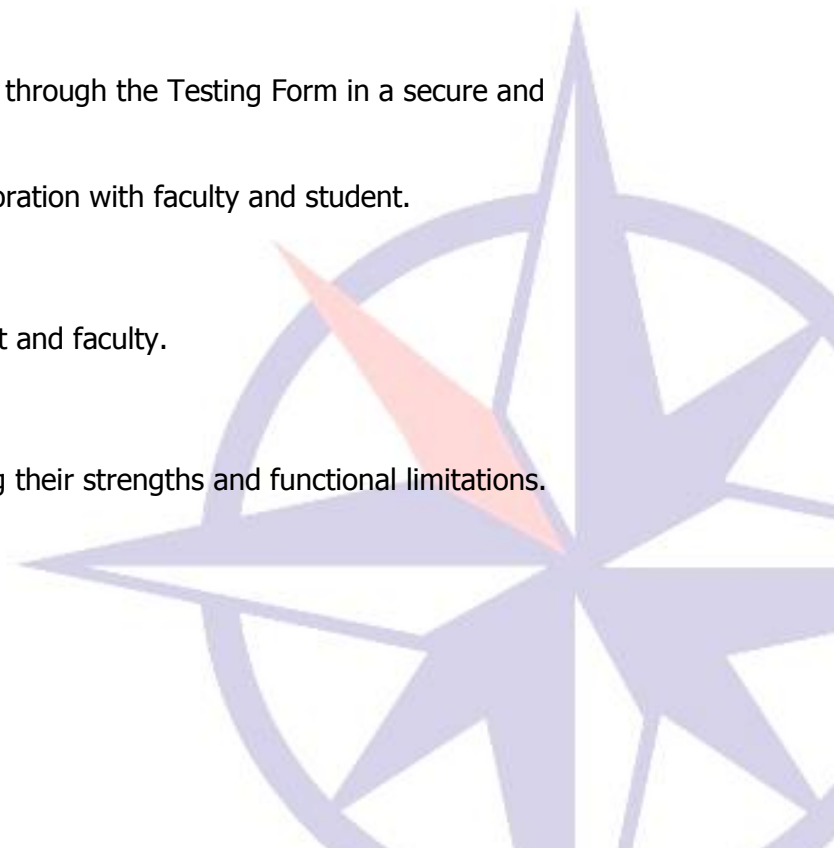 through the Testing Form in a secure and
oration with faculty and student.
t and faculty.
g their strengths and functional limitations.